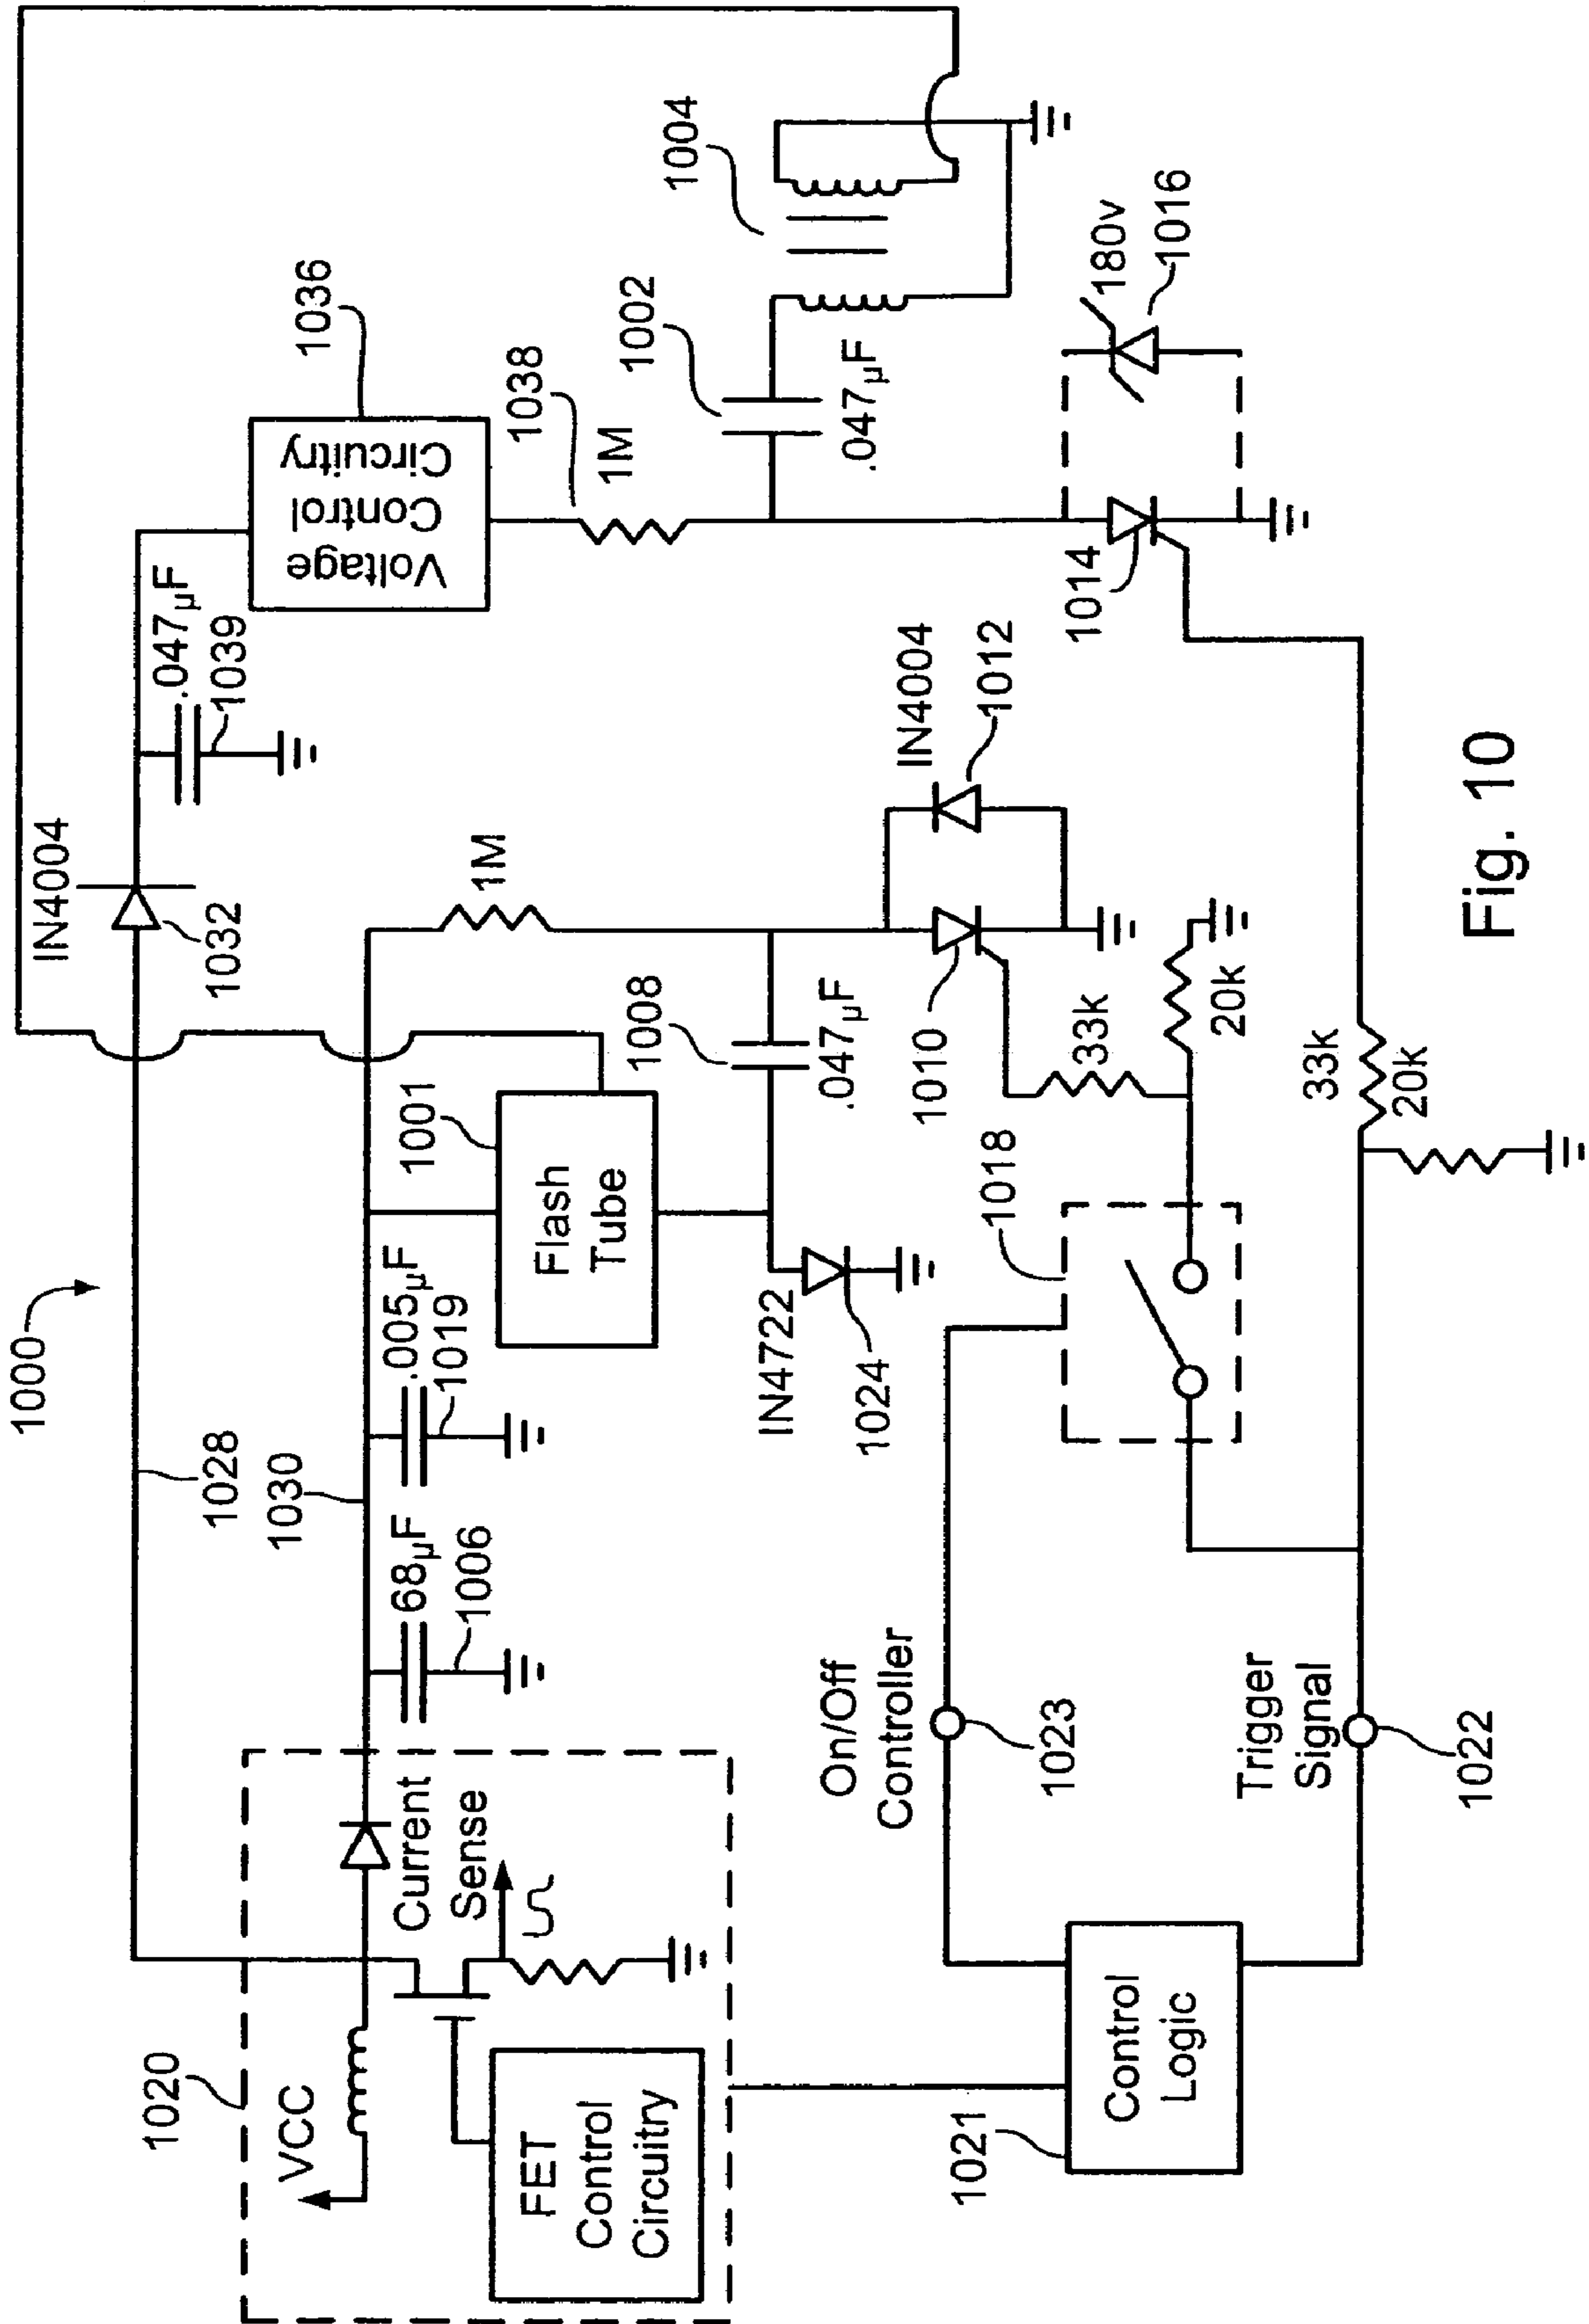 1000
1020
VCC
FET
Control
Circuitry
Current
Sense
1028
1030
68µF
1006
.005µF
1019
1001
Flash
Tube
IN4004
1032
.047µF
1039
1036
Voltage
Control
Circuitry
1038
1M
1002
.047µF
1004
180v
1016
1014
1M
1008
.047µF
IN4722
1024
IN4004
1012
1010
33k
20k
1018
On/Off
Controller
1023
Trigger
Signal
1022
1021
Control
Logic
33k
20k
Fig. 10